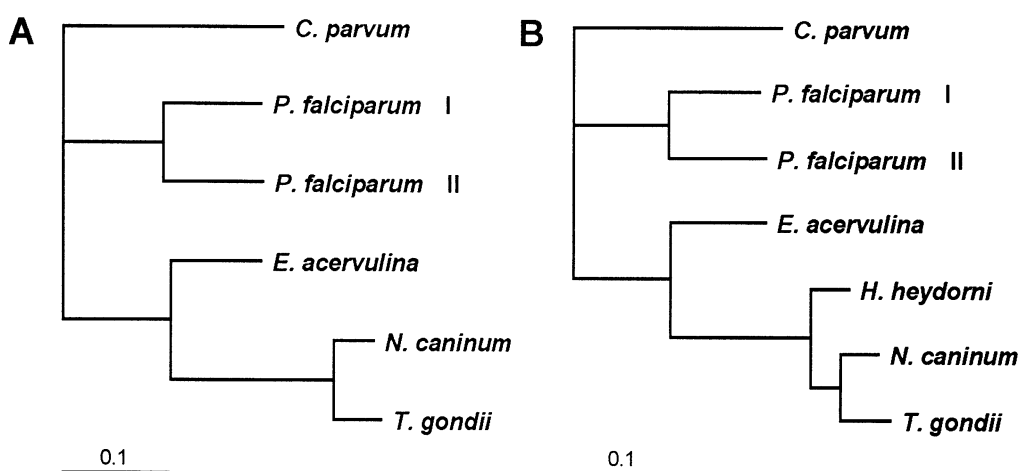 A
C. parvum
P. falciparum I
P. falciparum II
E. acervulina
N. caninum
T. gondii
0.1
B
C. parvum
P. falciparum I
P. falciparum II
E. acervulina
H. heydorni
N. caninum
T. gondii
0.1